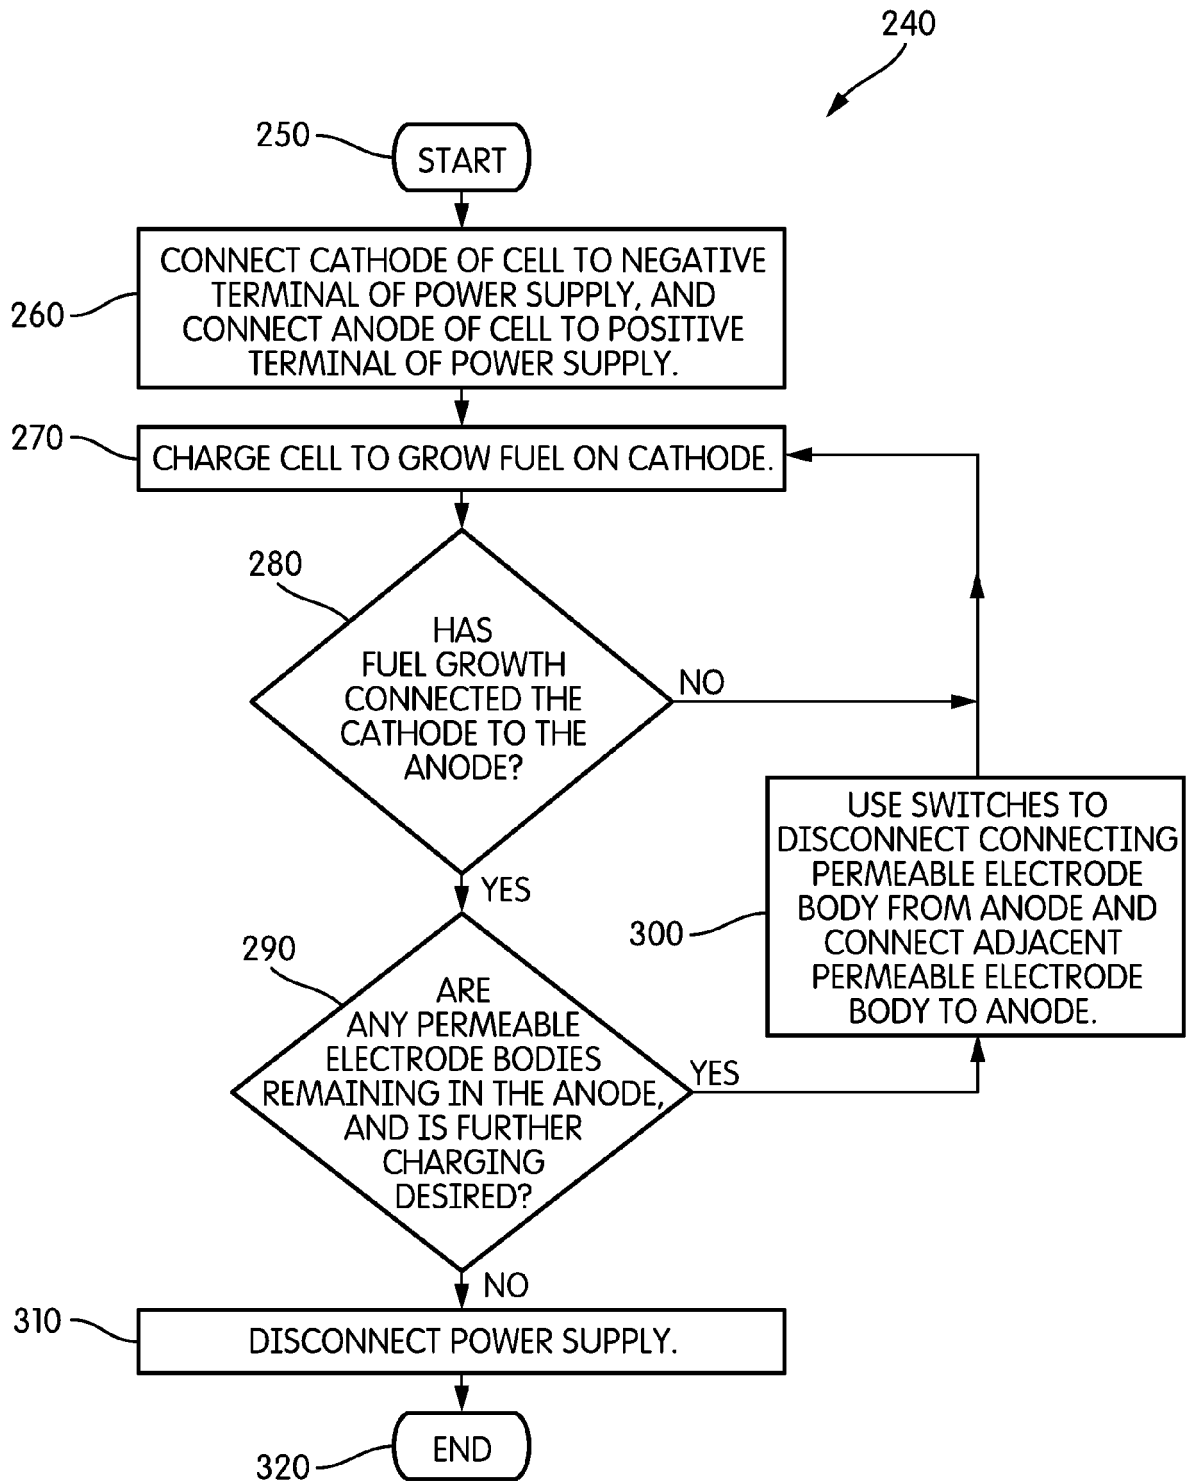 240
250
START
CONNECT CATHODE OF CELL TO NEGATIVE
TERMINAL OF POWER SUPPLY, AND
CONNECT ANODE OF CELL TO POSITIVE
TERMINAL OF POWER SUPPLY.
260
270
CHARGE CELL TO GROW FUEL ON CATHODE.
280
HAS
FUEL GROWTH
CONNECTED THE
CATHODE TO THE
ANODE?
NO
YES
USE SWITCHES TO
DISCONNECT CONNECTING
PERMEABLE ELECTRODE
BODY FROM ANODE AND
CONNECT ADJACENT
PERMEABLE ELECTRODE
BODY TO ANODE.
300
290
ARE
ANY PERMEABLE
ELECTRODE BODIES
REMAINING IN THE ANODE,
AND IS FURTHER
CHARGING
DESIRED?
YES
NO
310
DISCONNECT POWER SUPPLY.
END
320